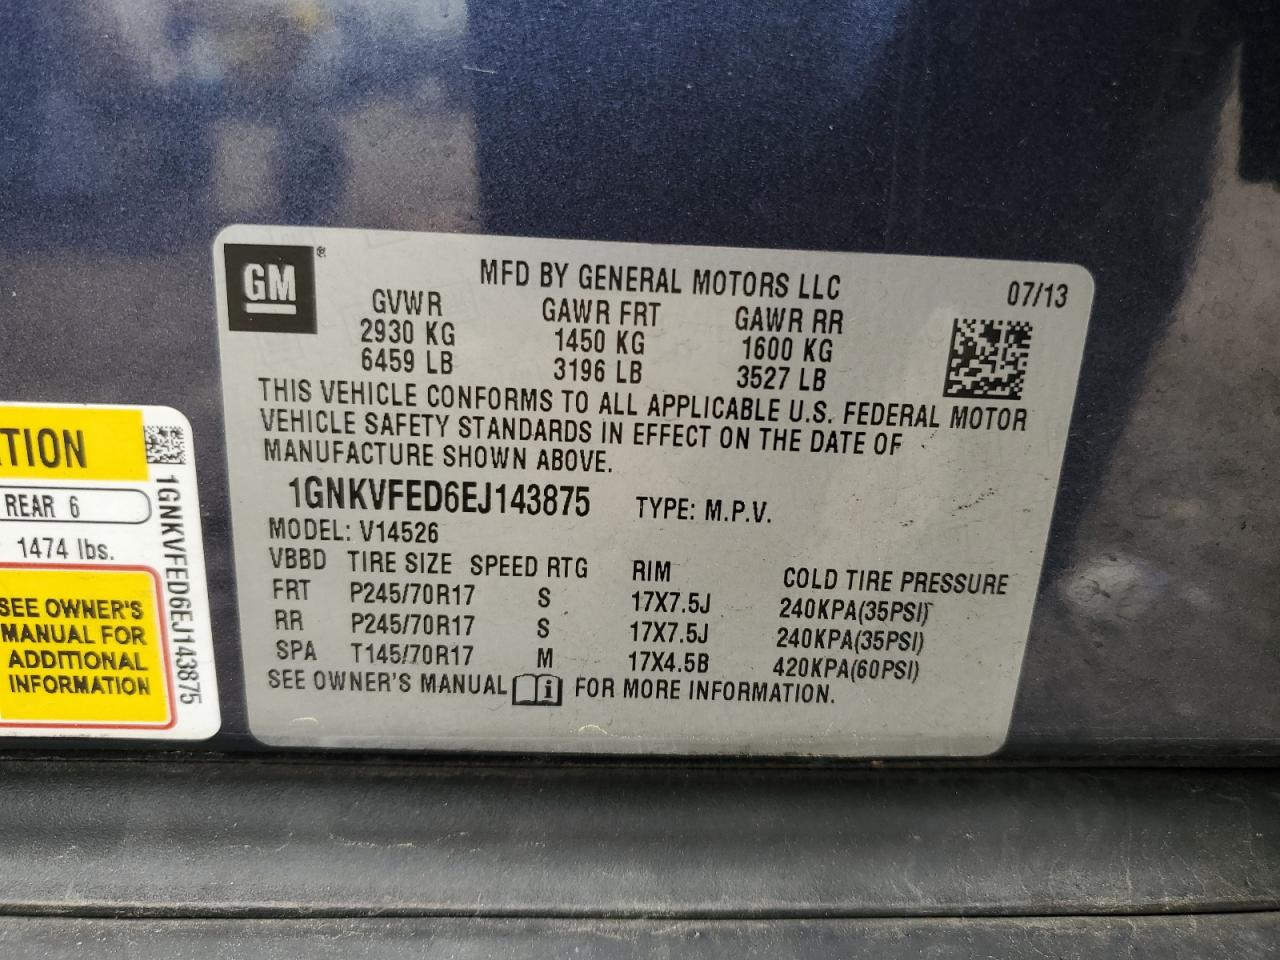 GM
®
MFD BY GENERAL MOTORS LLC
07/13
GVWR GAWR FRT GAWR RR
2930 KG 1450 KG 1600 KG
6459 LB 3196 LB 3527 LB
THIS VEHICLE CONFORMS TO ALL APPLICABLE U.S. FEDERAL MOTOR
VEHICLE SAFETY STANDARDS IN EFFECT ON THE DATE OF
MANUFACTURE SHOWN ABOVE.
1GNKVFED6EJ143875 TYPE: M.P.V.
MODEL: V14526
VBBD TIRE SIZE SPEED RTG RIM COLD TIRE PRESSURE
FRT P245/70R17 S 17X7.5J 240KPA(35PSI)
RR P245/70R17 S 17X7.5J 240KPA(35PSI)
SPA T145/70R17 M 17X4.5B 420KPA(60PSI)
SEE OWNER'S MANUAL i FOR MORE INFORMATION.
TION
REAR 6
1474 lbs.
SEE OWNER'S
MANUAL FOR
ADDITIONAL
INFORMATION
1GNKVFED6EJ143875